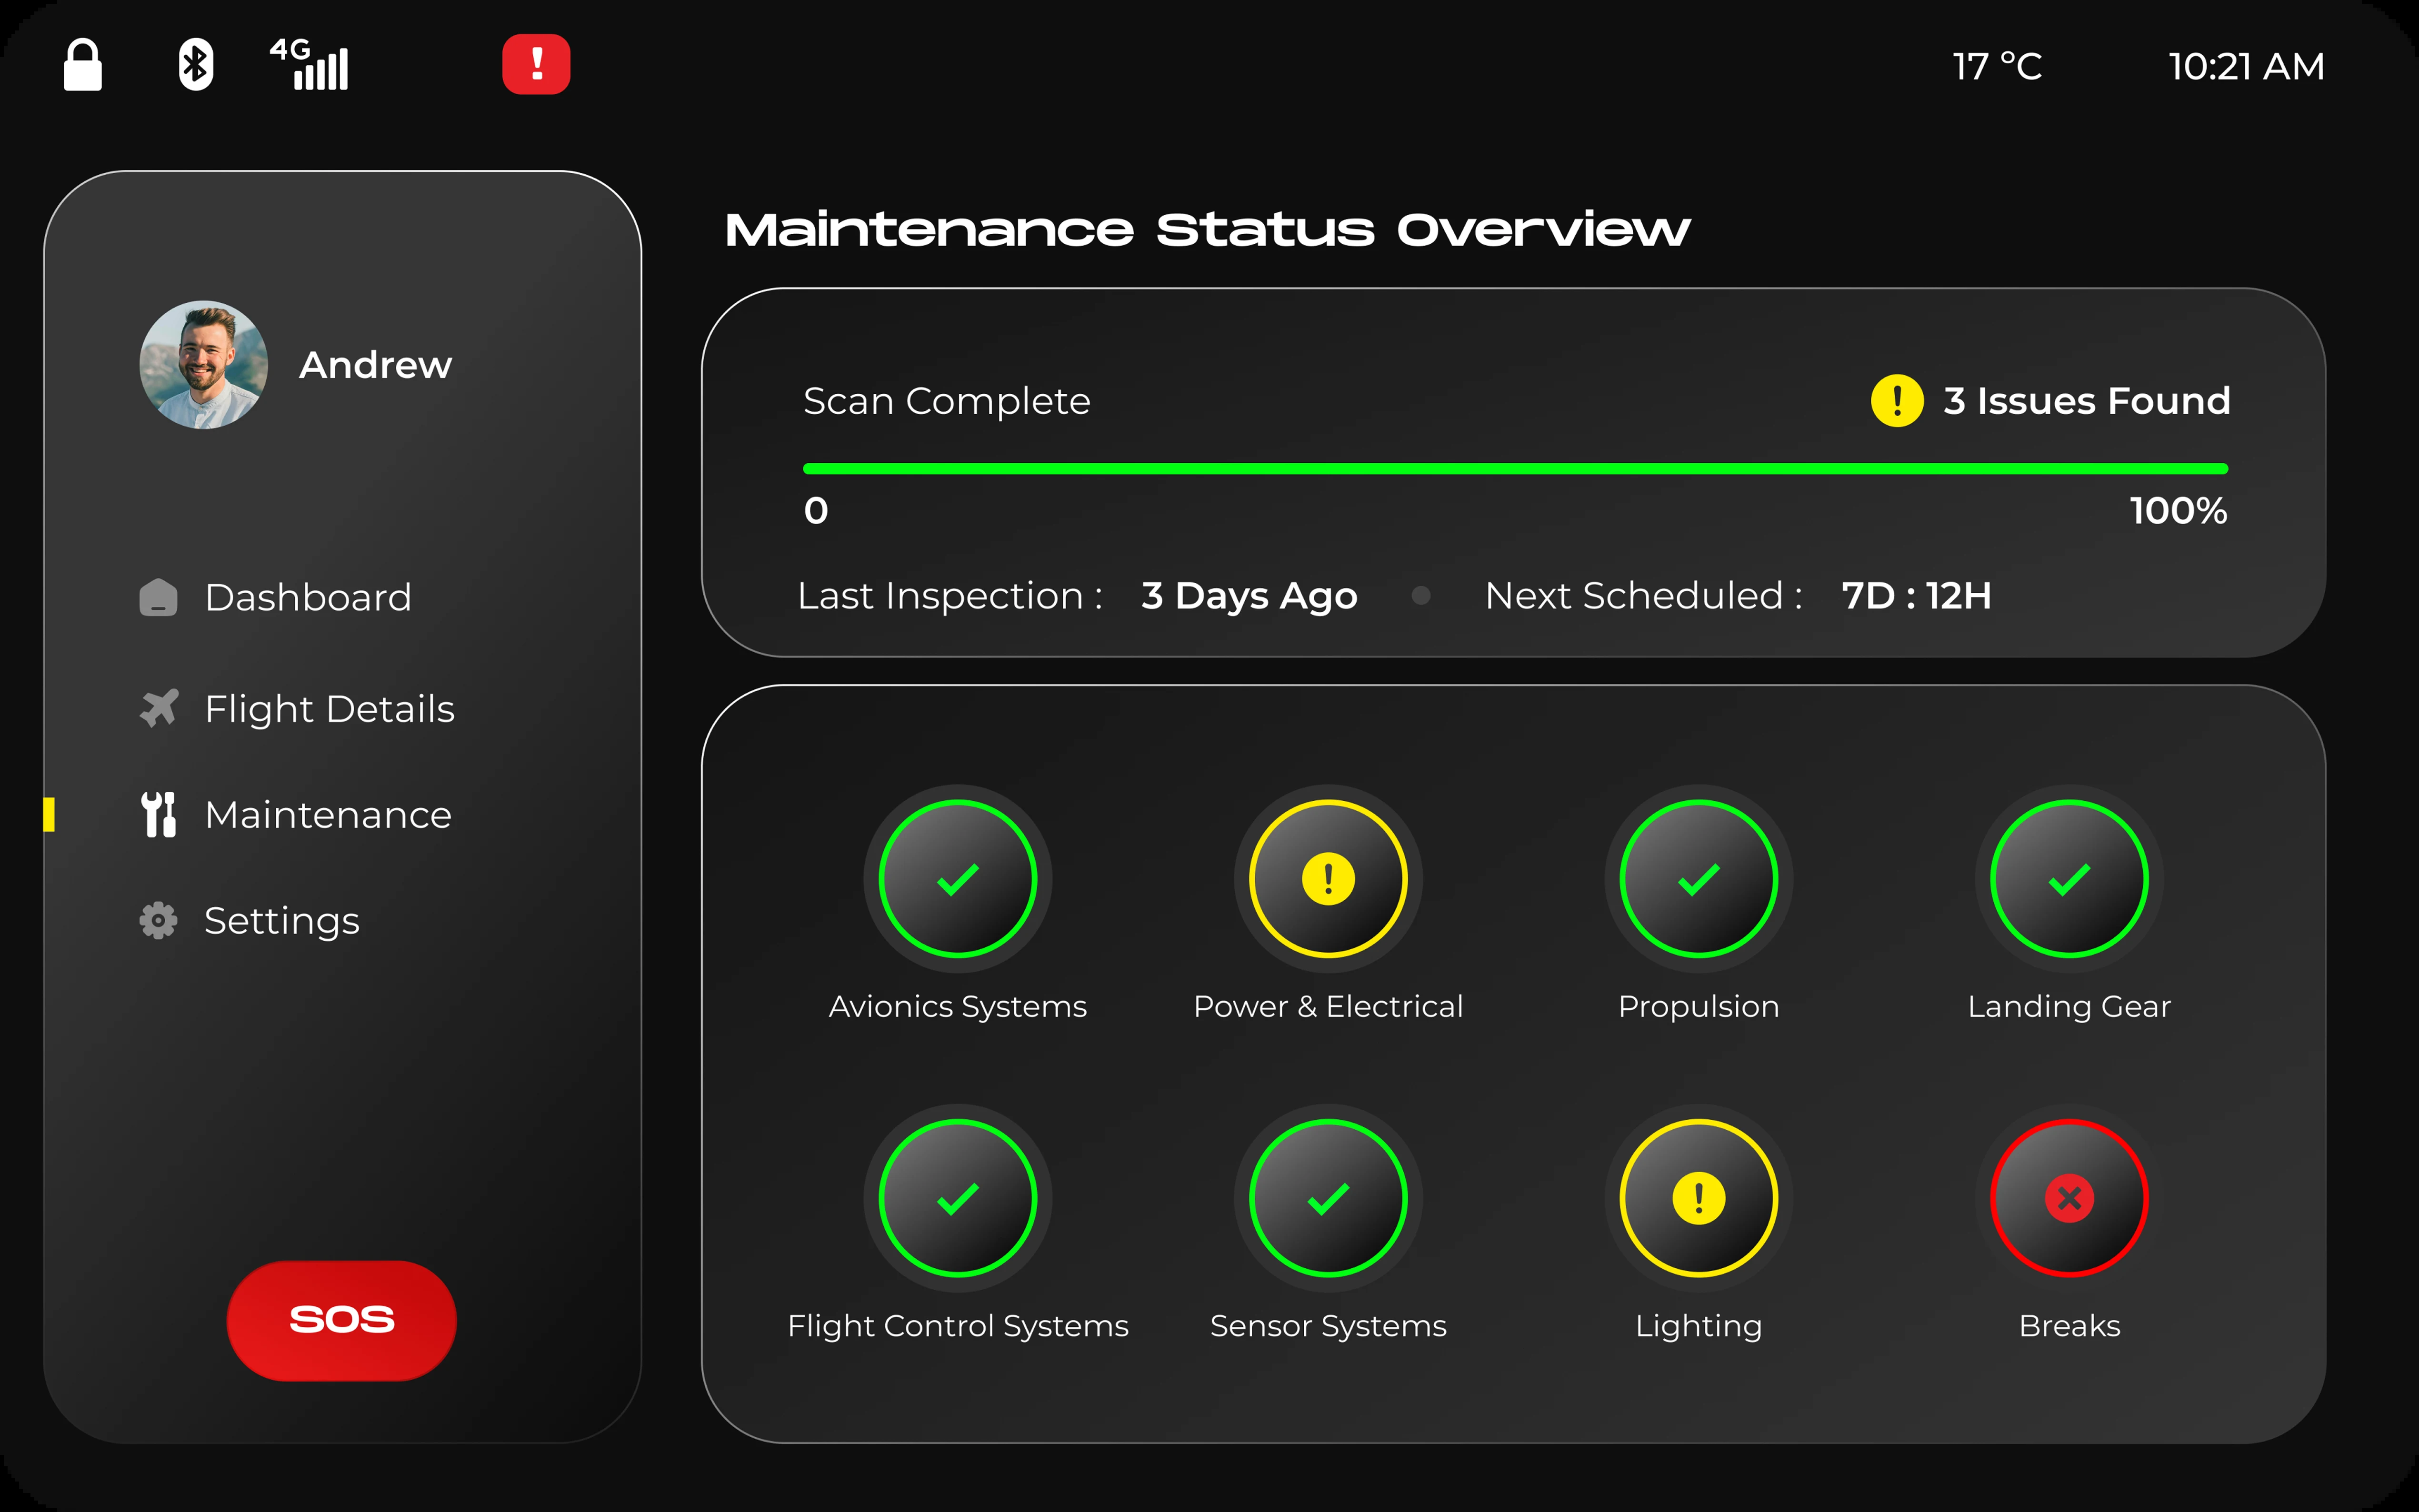 4G
17 °C
10:21 AM
Maintenance Status Overview
Andrew
Scan Complete
3 Issues Found
0
100%
Last Inspection : 3 Days Ago
Next Scheduled : 7D : 12H
Dashboard
Flight Details
Maintenance
Settings
SOS
Avionics Systems
Power & Electrical
Propulsion
Landing Gear
Flight Control Systems
Sensor Systems
Lighting
Breaks